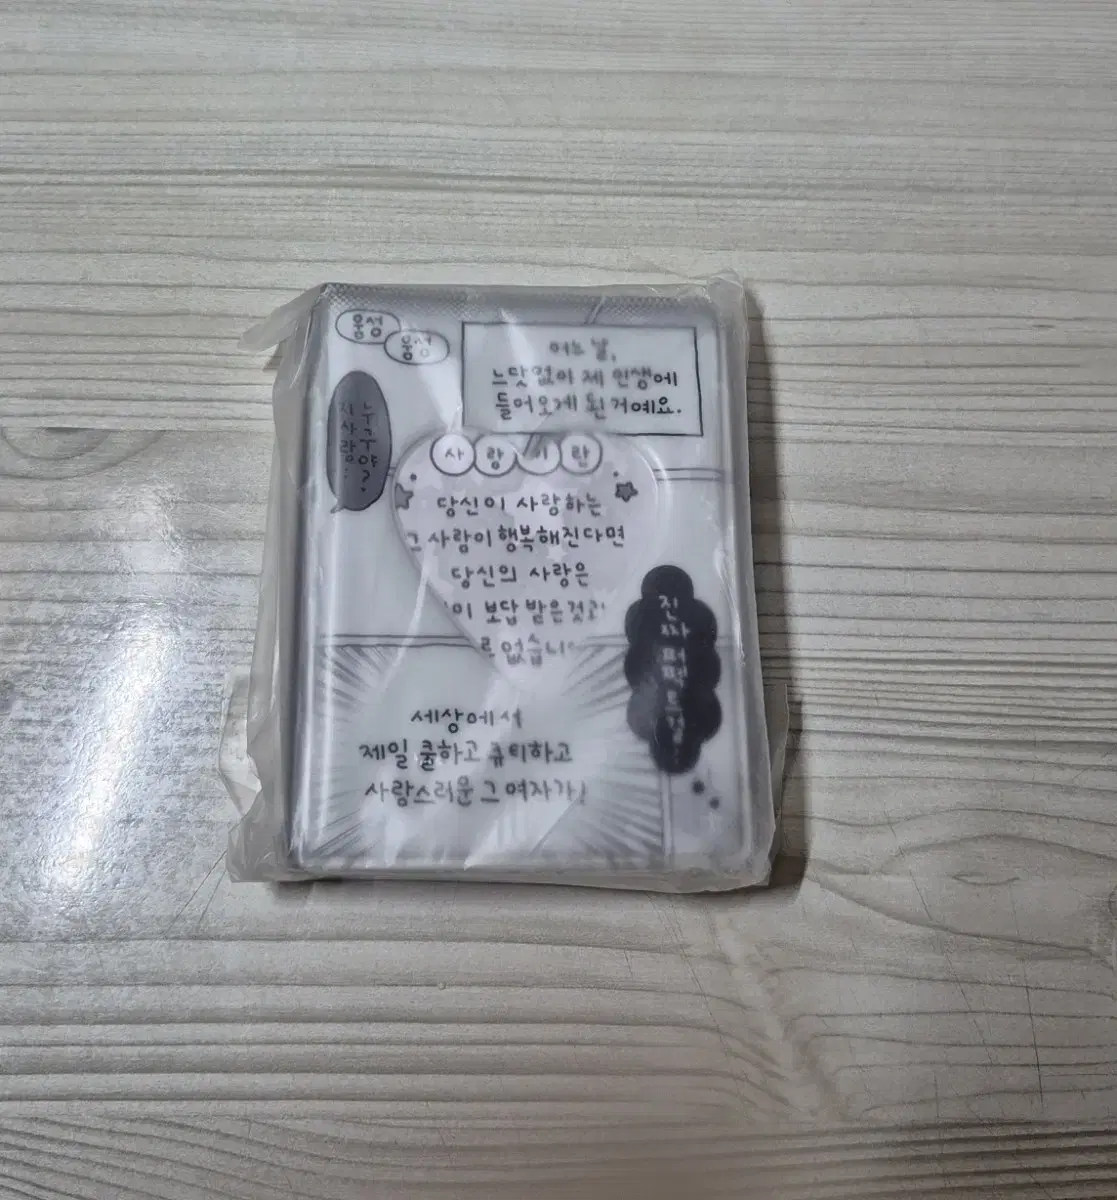 웅성
웅성
어느 날,
느닷없이 제 인생에
들어오게 된 거예요.
누구야?
저 사람..
사랑이란
당신이 사랑하는
그 사람이 행복해진다면
당신의 사랑은
이 보답 받은것과
없습니
진짜
세상에서
제일 쿨하고 큐티하고
사랑스러운 그 여자가!